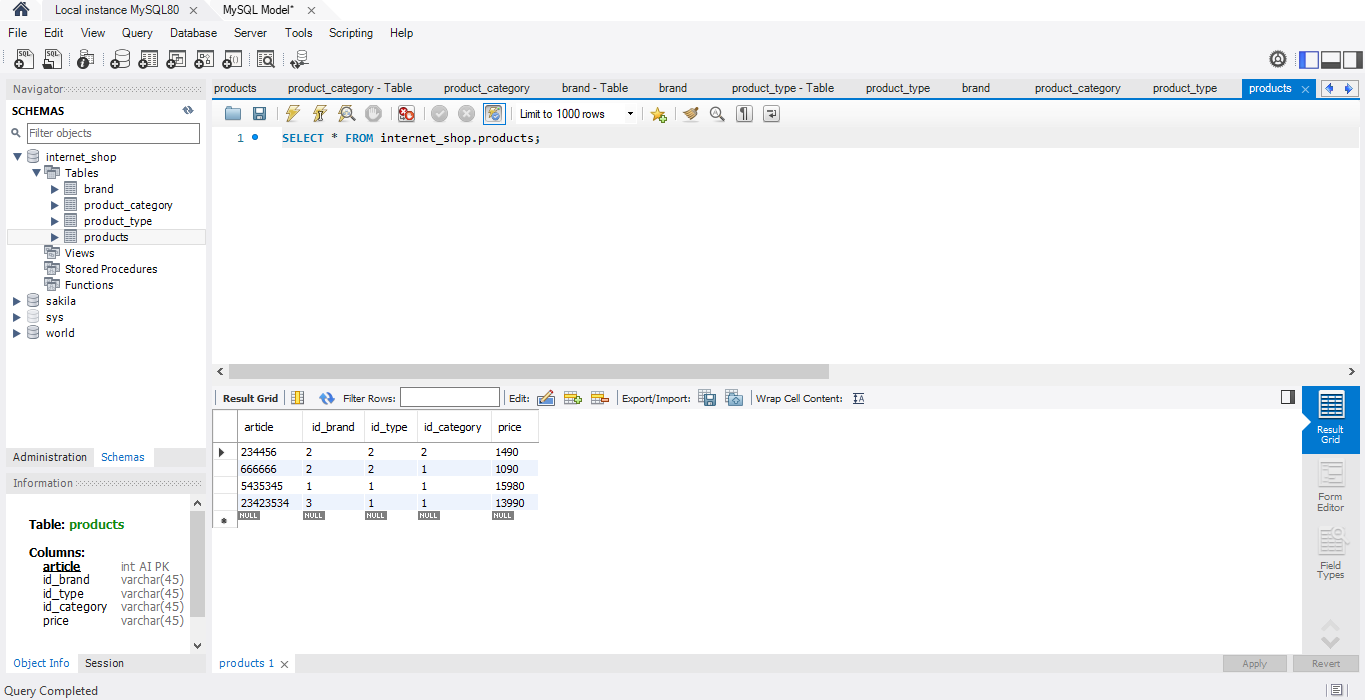 Local instance MySQL80
MySQL Model*
File Edit View Query Database Server Tools Scripting Help
Navigator
SCHEMAS
Filter objects
internet_shop
Tables
brand
product_category
product_type
products
Views
Stored Procedures
Functions
sakila
sys
world
Administration Schemas
Information
Table: products
Columns:
article int AI PK
id_brand varchar(45)
id_type varchar(45)
id_category varchar(45)
price varchar(45)
Object Info Session
products product_category - Table product_category brand - Table brand product_type - Table product_type brand product_category product_type products
Limit to 1000 rows
1 SELECT * FROM internet_shop.products;
Result Grid Filter Rows: Edit: Export/Import: Wrap Cell Content:
article id_brand id_type id_category price
234456 2 2 2 1490
666666 2 2 1 1090
5435345 1 1 1 15980
23423534 3 1 1 13990
NULL NULL NULL NULL NULL
Result
Grid
Form
Editor
Field
Types
products 1
Apply Revert
Query Completed